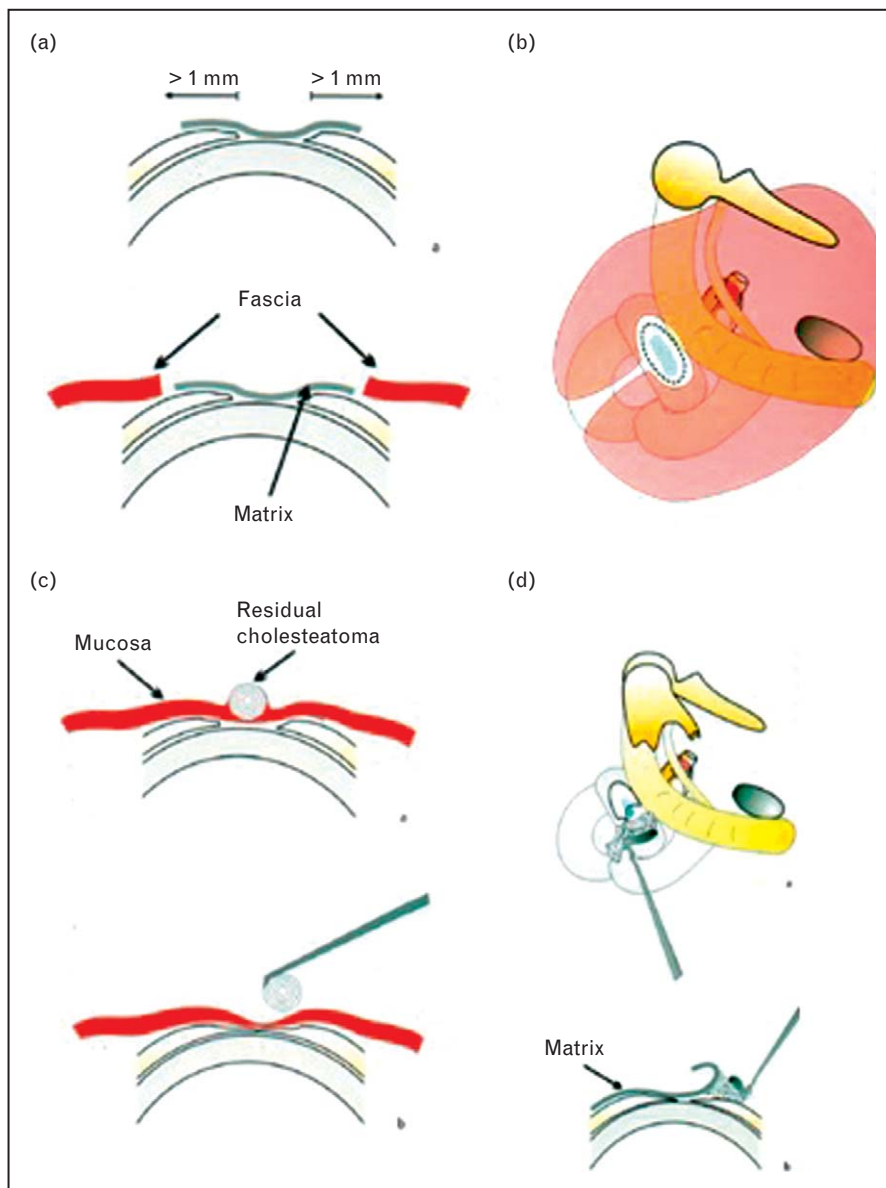 (a)
(b)
> 1 mm
> 1 mm
a
Fascia
Matrix
(c)
(d)
Residual
cholesteatoma
Mucosa
a
a
b
Matrix
b